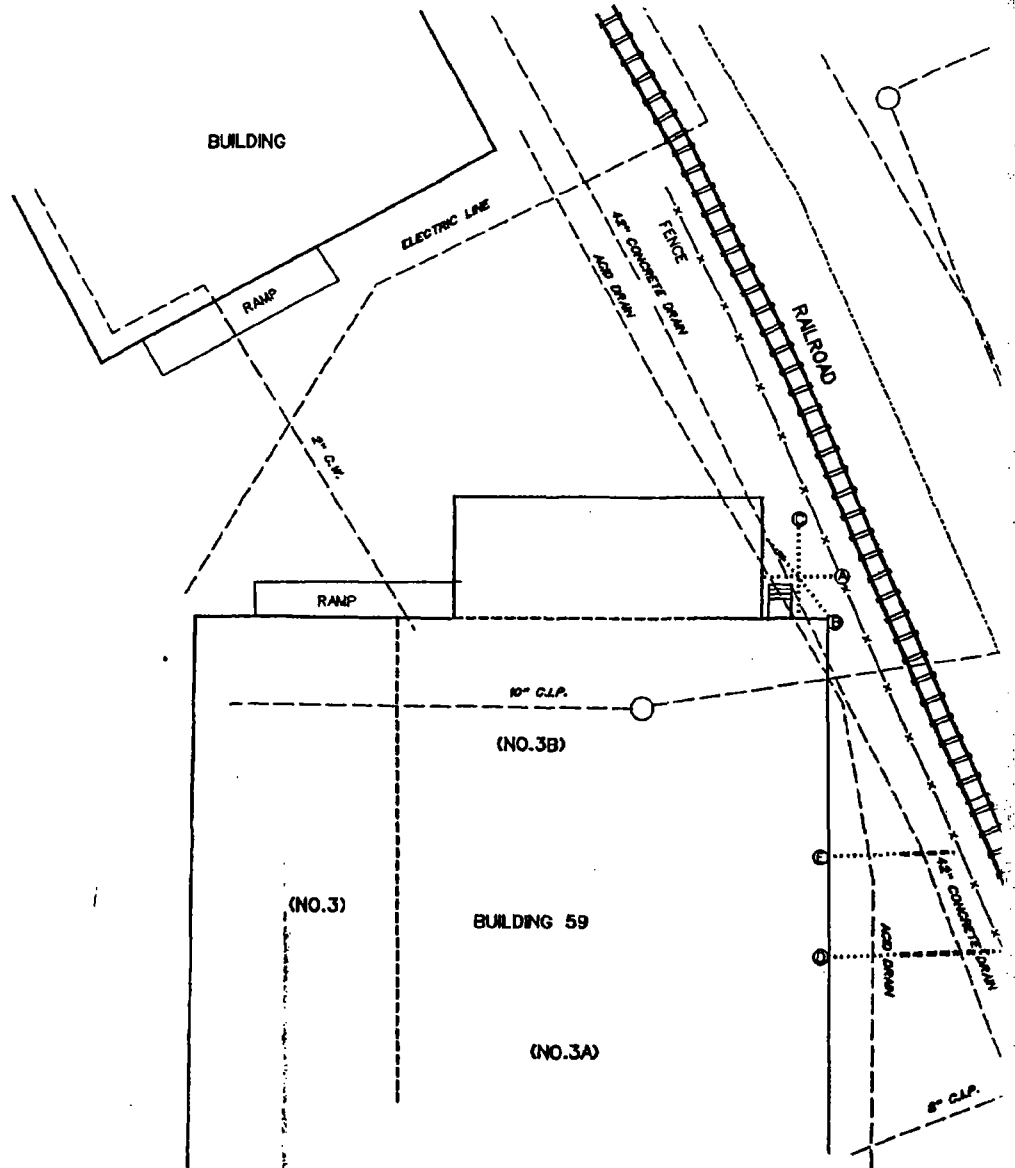 BUILDING
ELECTRIC LINE
RAMP
42" CONCRETE DRAIN
FENCE
ACID DRAIN
RAILROAD
2" C.W.
RAMP
A
B
10" C.I.P.
(NO.3B)
(NO.3)
BUILDING 59
42" CONCRETE DRAIN
ACID DRAIN
(NO.3A)
8" C.I.P.